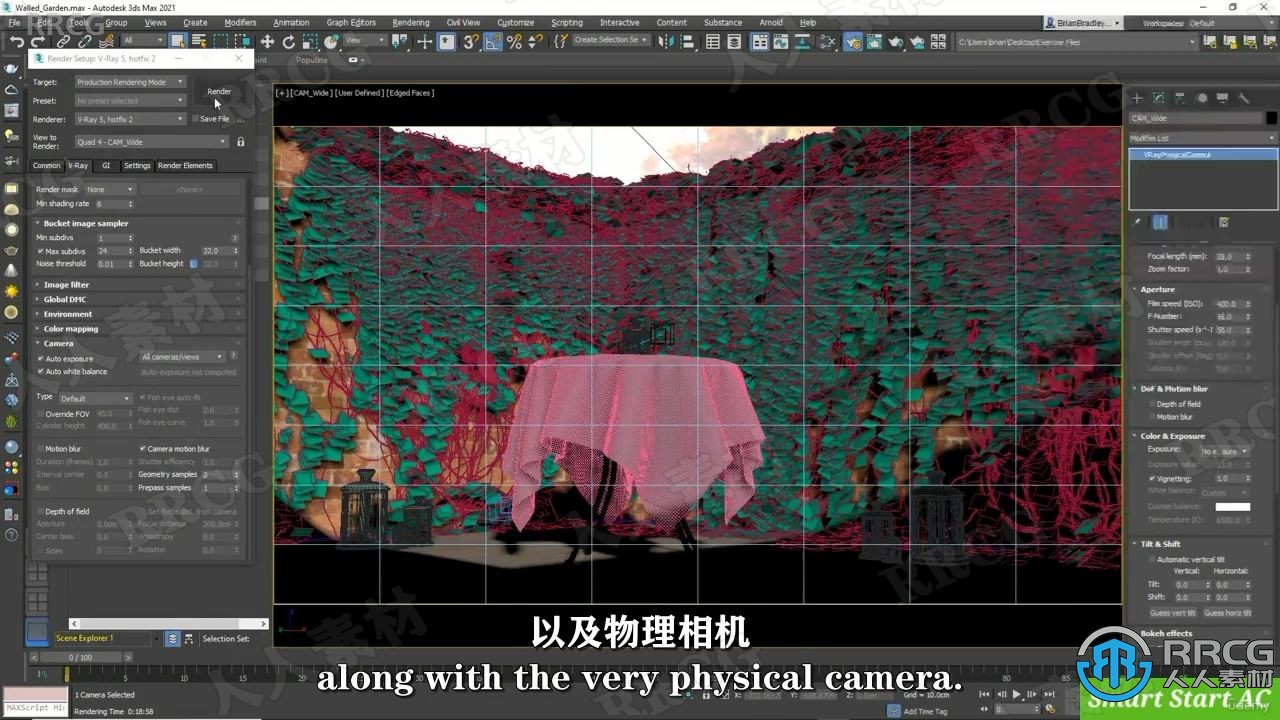 Walled_Garden.max - Autodesk 3ds Max 2021
File Edit Tools Group Views Create Modifiers Animation Graph Editors Rendering Civil View Customize Scripting Interactive Content Substance Arnold Help
BrianBradley... Workspaces: Default
All View Create Selection Se C:\Users\brian\Desktop\Exercise Files
Render Setup: V-Ray 5, hotfix 2
Populate
Target: Production Rendering Mode
Render
Preset: No preset selected
Renderer: V-Ray 5, hotfix 2 Save File ...
View to Render: Quad 4 - CAM_Wide
Common V-Ray GI Settings Render Elements
Render mask None <None>
Min shading rate 6
Bucket image sampler
Min subdivs 1 ?
Max subdivs 24 Bucket width 32.0
Noise threshold 0.01 Bucket height L 32.0
Image filter
Global DMC
Environment
Color mapping
Camera
Auto exposure All cameras/views ?
Auto white balance Auto-exposure not computed
Type Default Fish eye auto-fit
Override FOV 45.0 Fish eye dist 2.0
Cylinder height 400.0 Fish eye curve 1.0
Motion blur Camera motion blur
Duration (frames) 1.0 Shutter efficiency 1.0
Interval center 0.5 Geometry samples 2
Bias 0.0 Prepass samples 1
Depth of field Get focus dist. from camera
Aperture 5.0cm Focus distance 200.0cm
Center bias 0.0 Anisotropy 0.0
Sides 5 Rotation 0.0
[+] [CAM_Wide] [User Defined] [Edged Faces]
CAM_Wide
Modifier List
VRayPhysicalCamera
Focal length (mm): 28.0
Zoom factor: 1.0
Aperture
Film speed (ISO): 400.0
F-Number: 16.0
Shutter speed (s^-1 50.0
DoF & Motion blur
Depth of field
Motion blur
Color & Exposure
Exposure: No e...sure
Exposure value:
Vignetting: 1.0
White balance: Custom
Custom balance:
Temperature (K): 6500.0
Tilt & Shift
Automatic vertical tilt
Vertical: Horizontal:
Tilt: 0.0 0.0
Shift: 0.0 0.0
Guess vert tilt Guess horiz tilt
Bokeh effects
Scene Explorer 1 Selection Set:
0 / 100
以及物理相机
along with the very physical camera.
1 Camera Selected
MAXScript Mi
Rendering Time 0:18:58
Grid = 10.0cm
Add Time Tag
RRCG
人人素材
Smart Start AC
Udemy